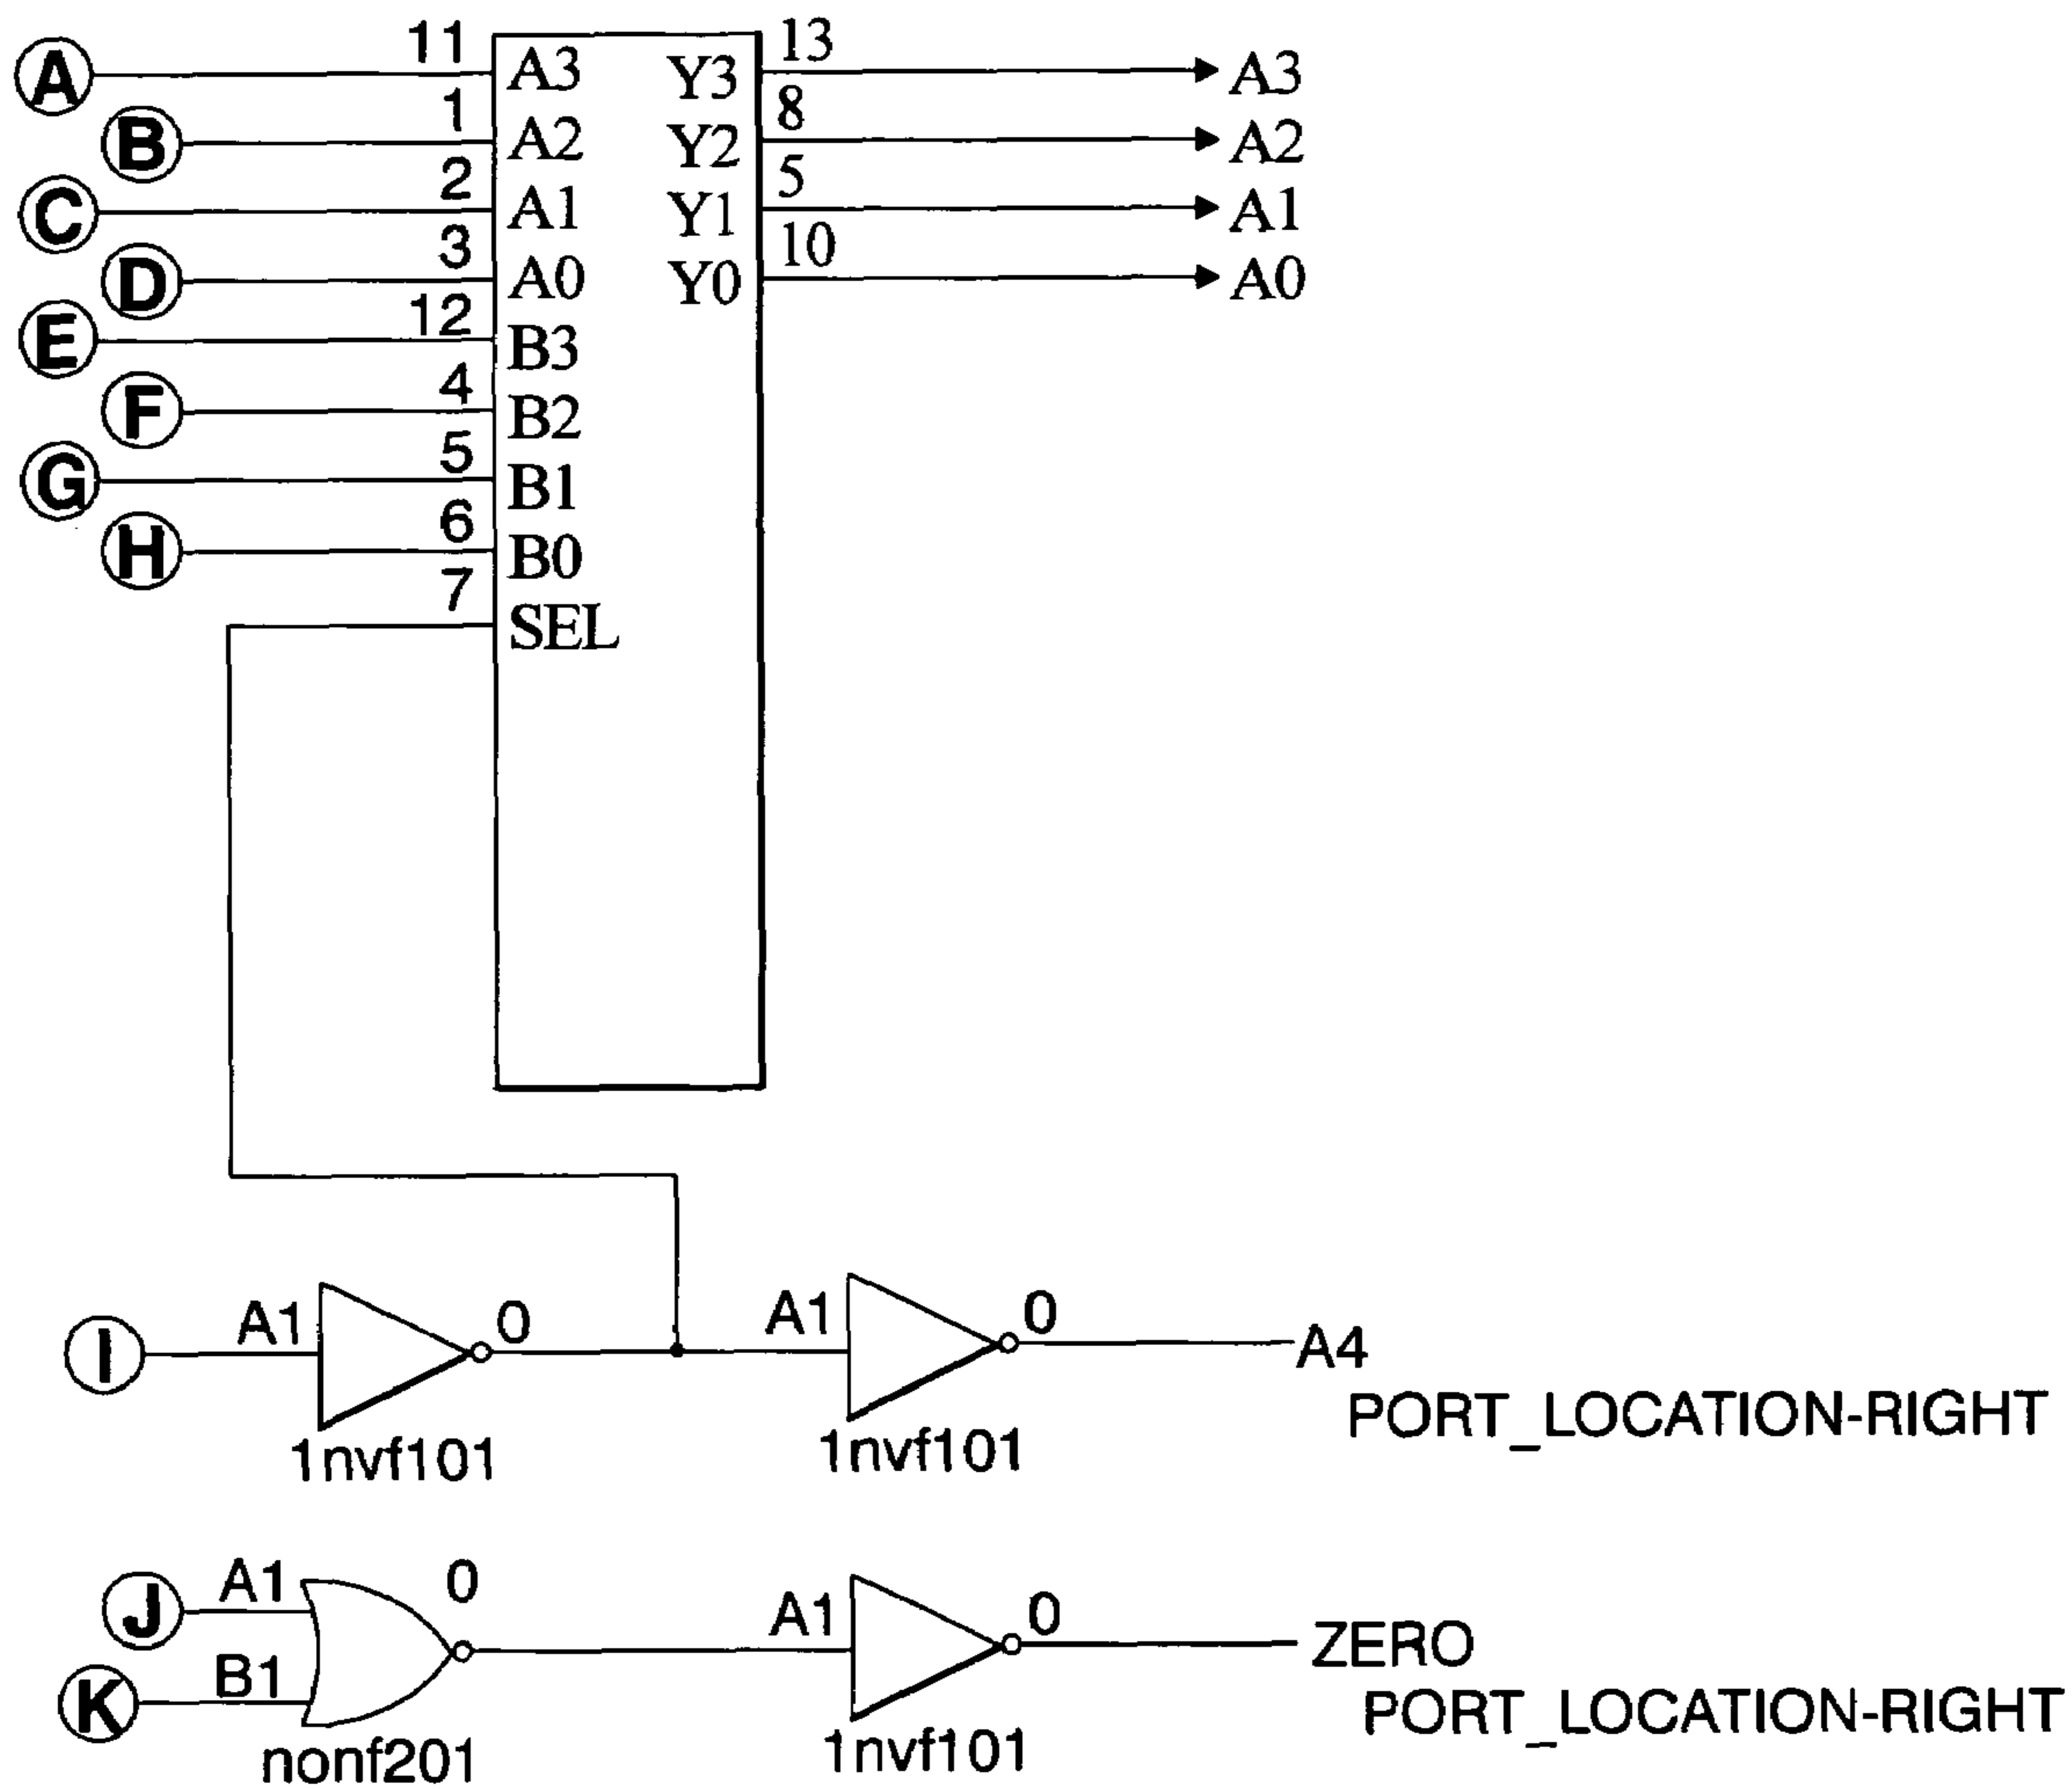 11 13
A A3 Y3 A3
1 8
B A2 Y2 A2
2 5
C A1 Y1 A1
3 10
D A0 Y0 A0
12
E B3
4
F B2
5
G B1
6
H B0
7
SEL
I A1 0 A1 0 A4
PORT_LOCATION-RIGHT
1nvf101 1nvf101
J A1 0 A1 0 ZERO
K B1 PORT_LOCATION-RIGHT
nonf201 1nvf101